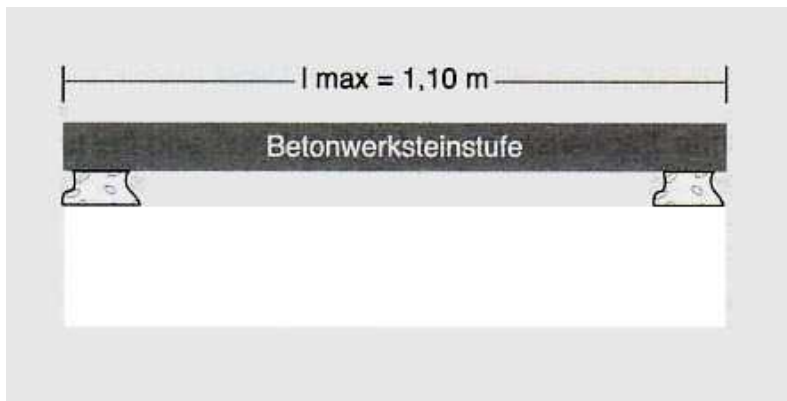 l max = 1,10 m
Betonwerksteinstufe